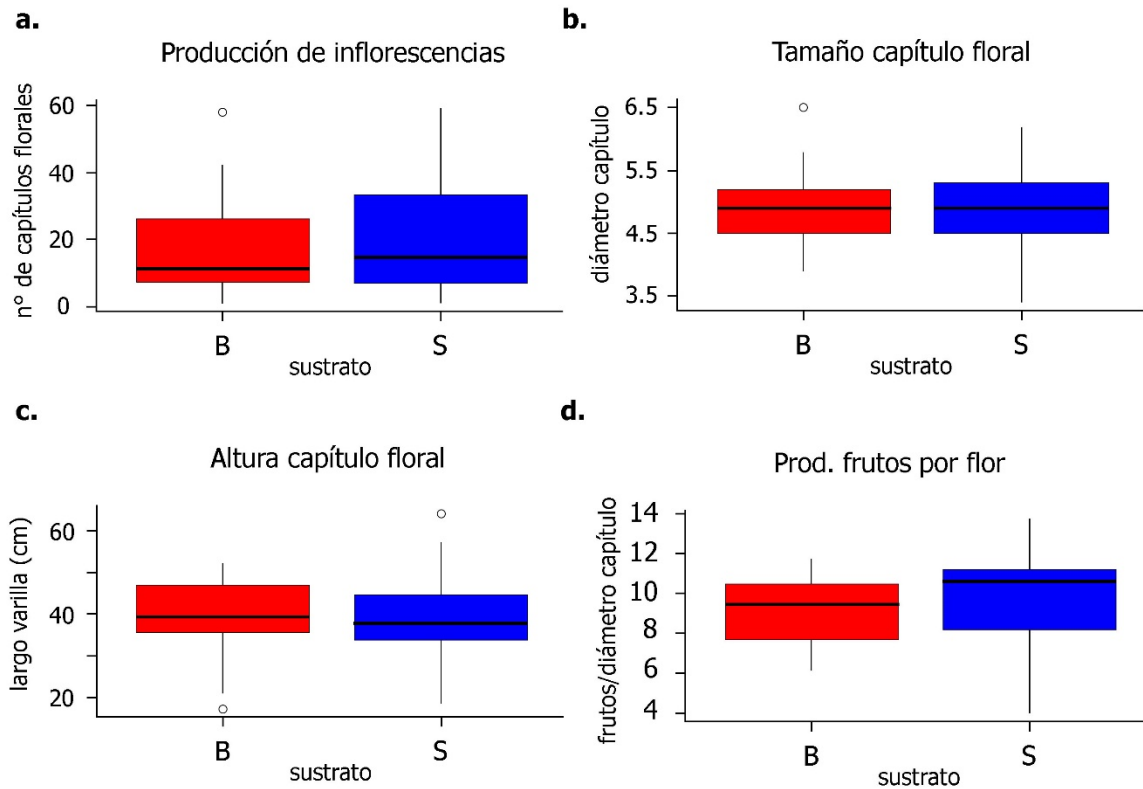 a.
Producción de inflorescencias
n° de capítulos florales
60
40
20
0
B
S
sustrato
b.
Tamaño capítulo floral
diámetro capítulo
6.5
5.5
4.5
3.5
B
S
sustrato
c.
Altura capítulo floral
largo varilla (cm)
60
40
20
B
S
sustrato
d.
Prod. frutos por flor
frutos/diámetro capítulo
14
12
10
8
6
4
B
S
sustrato